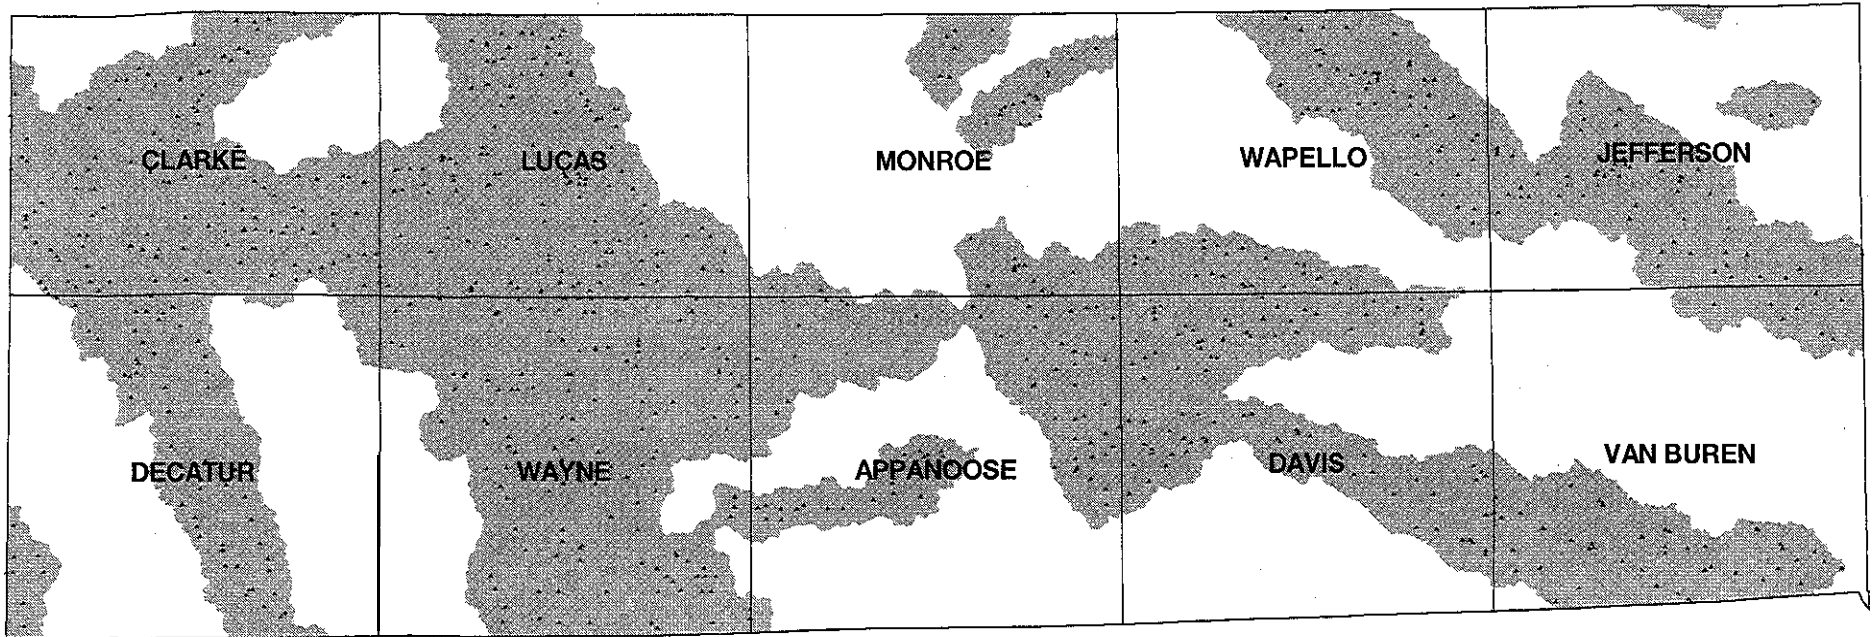 CLARKE
LUCAS
MONROE
WAPELLO
JEFFERSON
DECATUR
WAYNE
APPANOOSE
DAVIS
VAN BUREN